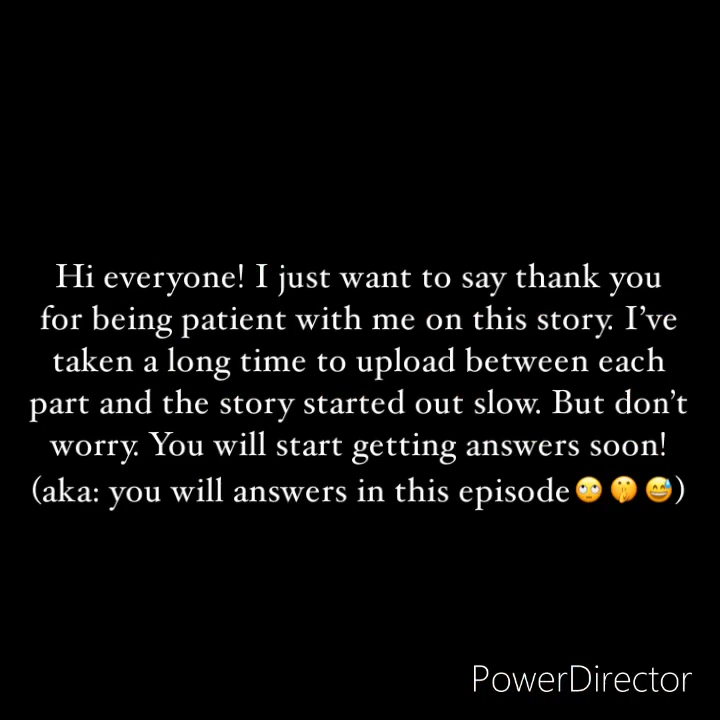 Hi everyone! I just want to say thank you
for being patient with me on this story. I’ve
taken a long time to upload between each
part and the story started out slow. But don’t
worry. You will start getting answers soon!
(aka: you will answers in this episode🙄🤫😅)
PowerDirector